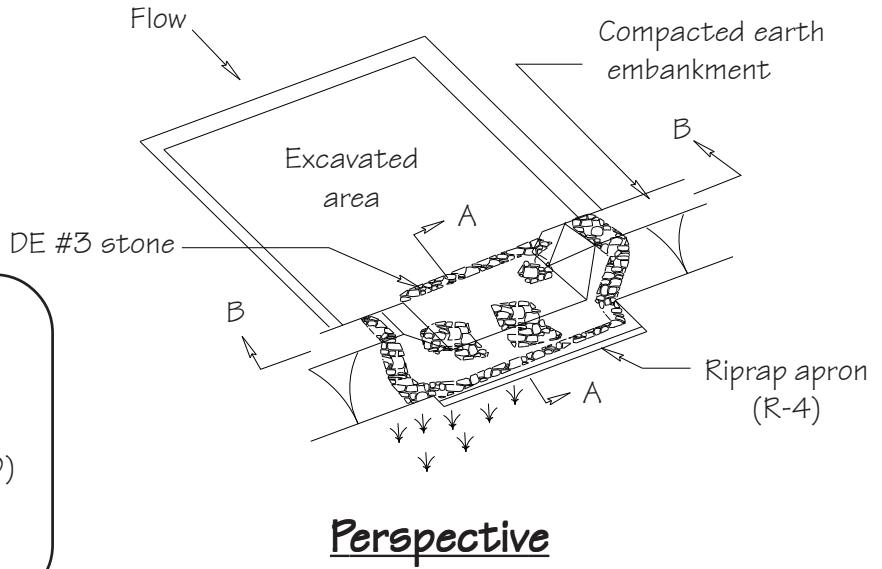 Flow
Compacted earth
embankment
B
Excavated
area
A
DE #3 stone
B
Riprap apron
(R-4)
A
Perspective